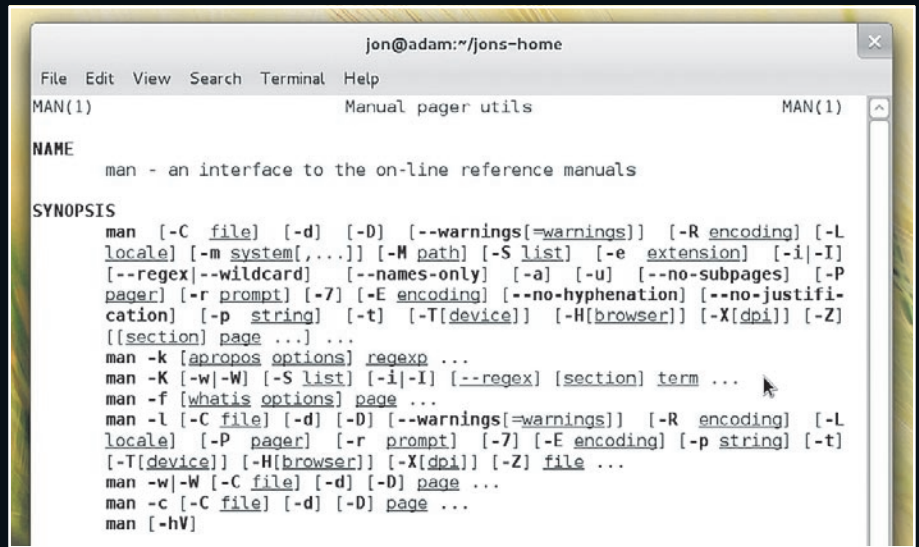 jon@adam:~/jons-home
File Edit View Search Terminal Help
MAN(1) Manual pager utils MAN(1)
NAME
man - an interface to the on-line reference manuals
SYNOPSIS
man [-C file] [-d] [-D] [--warnings[=warnings]] [-R encoding] [-L
locale] [-m system[,...]] [-M path] [-S list] [-e extension] [-i|-I]
[--regex|--wildcard] [--names-only] [-a] [-u] [--no-subpages] [-P
pager] [-r prompt] [-7] [-E encoding] [--no-hyphenation] [--no-justifi-
cation] [-p string] [-t] [-T[device]] [-H[browser]] [-X[dpi]] [-Z]
[[section] page ...] ...
man -k [apropos options] regexp ...
man -K [-w|-W] [-S list] [-i|-I] [--regex] [section] term ...
man -f [whatis options] page ...
man -l [-C file] [-d] [-D] [--warnings[=warnings]] [-R encoding] [-L
locale] [-P pager] [-r prompt] [-7] [-E encoding] [-p string] [-t]
[-T[device]] [-H[browser]] [-X[dpi]] [-Z] file ...
man -w|-W [-C file] [-d] [-D] page ...
man -c [-C file] [-d] [-D] page ...
man [-hV]